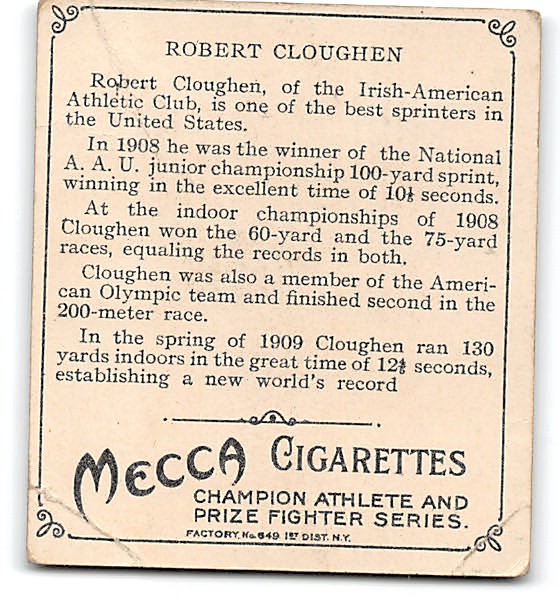 ROBERT CLOUGHEN
Robert Cloughen, of the Irish-American
Athletic Club, is one of the best sprinters in
the United States.
In 1908 he was the winner of the National
A. A. U. junior championship 100-yard sprint,
winning in the excellent time of seconds.
At the indoor championships of 1908
Cloughen won the 60-yard and the 75-yard
races, equaling the records in both.
Cloughen was also a member of the Ameri-
can Olympic team and finished second in the
200-meter race.
In the spring of 1909 Cloughen ran 130
yards indoors in the great time of seconds,
establishing a new world's record
MECCA CIGARETTES
CHAMPION ATHLETE AND
PRIZE FIGHTER SERIES.
FACTORY, No. 649 1ST DIST. N.Y.